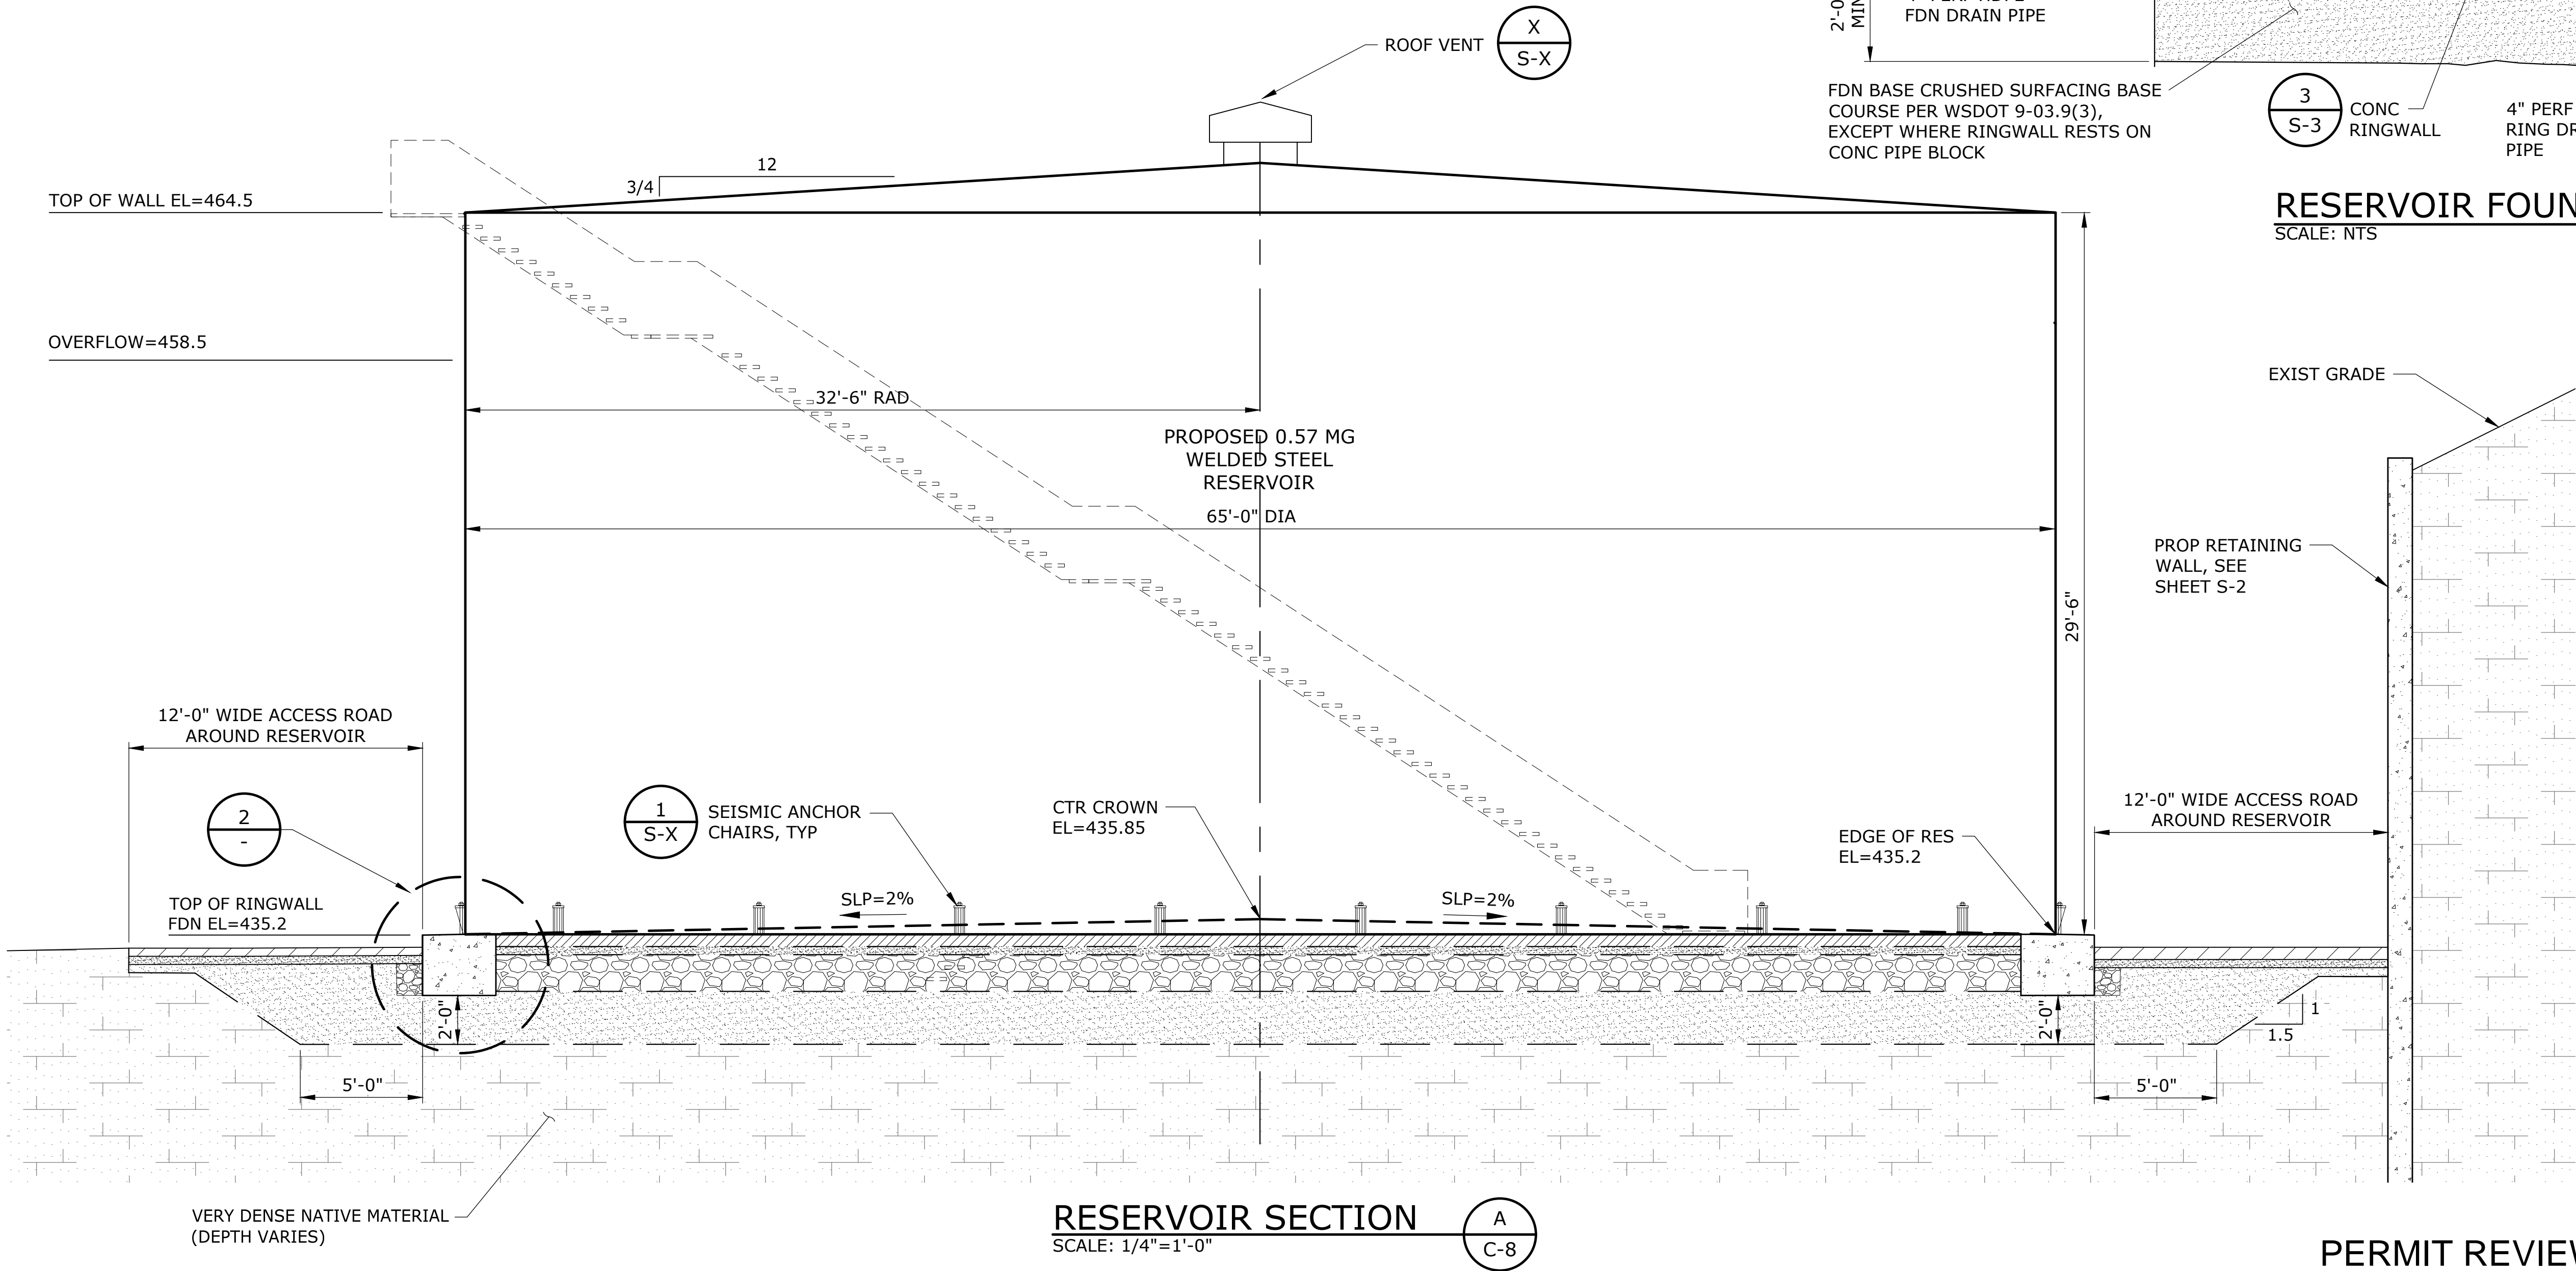 ROOF VENT
X
S-X
2'-0
MIN
FDN DRAIN PIPE
FDN BASE CRUSHED SURFACING BASE
COURSE PER WSDOT 9-03.9(3),
EXCEPT WHERE RINGWALL RESTS ON
CONC PIPE BLOCK
3
S-3
CONC
RINGWALL
4" PERF
RING DR
PIPE
RESERVOIR FOUN
SCALE: NTS
12
3/4
TOP OF WALL EL=464.5
OVERFLOW=458.5
32'-6" RAD
PROPOSED 0.57 MG
WELDED STEEL
RESERVOIR
65'-0" DIA
29'-6"
EXIST GRADE
PROP RETAINING
WALL, SEE
SHEET S-2
12'-0" WIDE ACCESS ROAD
AROUND RESERVOIR
2
-
1
S-X
SEISMIC ANCHOR
CHAIRS, TYP
CTR CROWN
EL=435.85
EDGE OF RES
EL=435.2
12'-0" WIDE ACCESS ROAD
AROUND RESERVOIR
TOP OF RINGWALL
FDN EL=435.2
SLP=2%
SLP=2%
2'-0"
2'-0"
1
1.5
5'-0"
5'-0"
VERY DENSE NATIVE MATERIAL
(DEPTH VARIES)
RESERVOIR SECTION
SCALE: 1/4"=1'-0"
A
C-8
PERMIT REVIEW